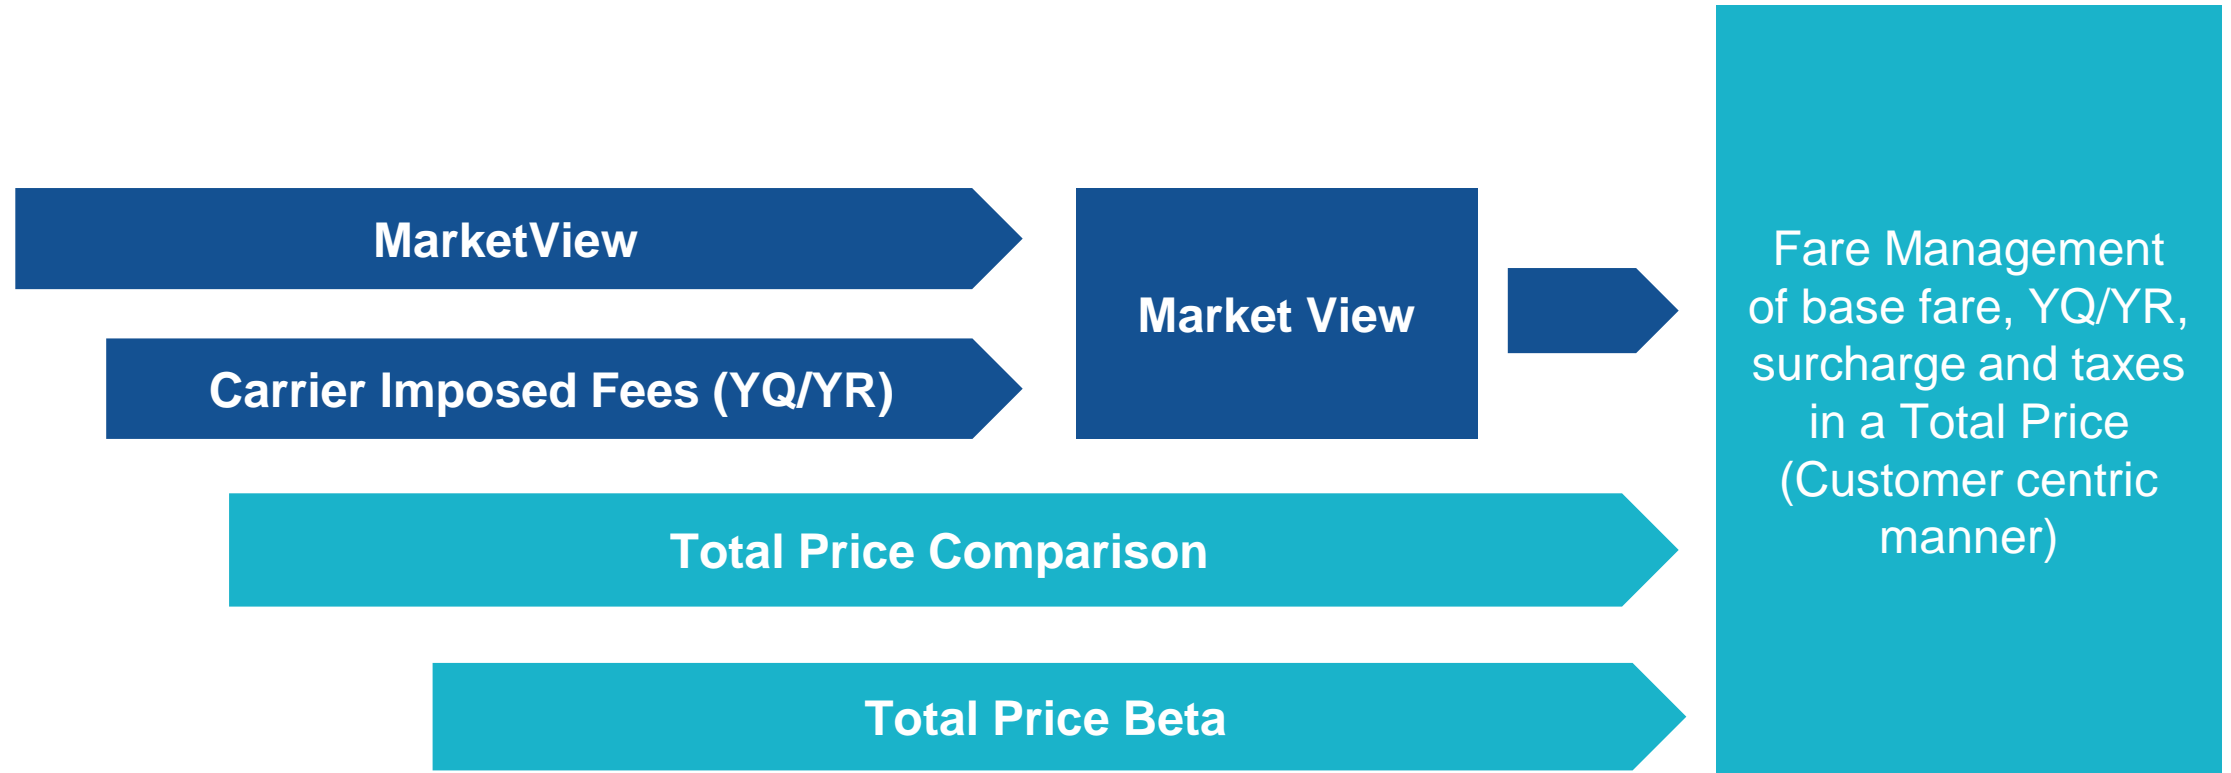 MarketView
Carrier Imposed Fees (YQ/YR)
Market View
Total Price Comparison
Total Price Beta
Fare Management
of base fare, YQ/YR,
surcharge and taxes
in a Total Price
(Customer centric
manner)